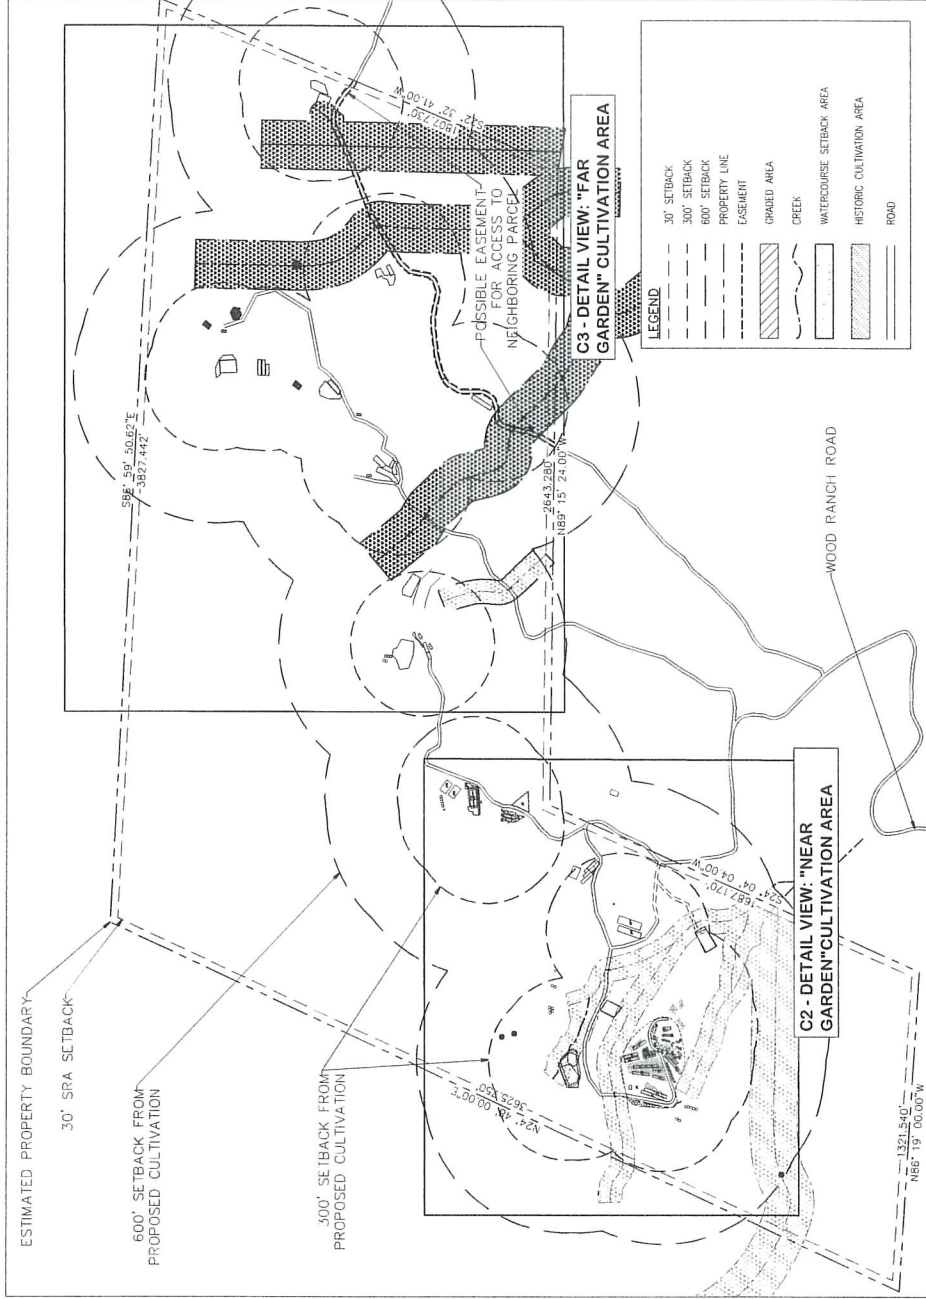 ESTIMATED PROPERTY BOUNDARY
30' SRA SETBACK
600' SETBACK FROM
PROPOSED CULTIVATION
300' SETBACK FROM
PROPOSED CULTIVATION
S86° 59' 50.62"E
3827.442'
1807.730'
S22° 32' 41.00"W
POSSIBLE EASEMENT
FOR ACCESS TO
NEIGHBORING PARCEL
C3 - DETAIL VIEW: "FAR
GARDEN" CULTIVATION AREA
2643.280'
N89° 15' 24.00"W
N24° 48' 00.00"E
3625.750'
1687.170'
S24° 04' 04.00"W
C2 - DETAIL VIEW: "NEAR
GARDEN"CULTIVATION AREA
1321.540'
N86° 19' 00.00"W
WOOD RANCH ROAD
LEGEND
30' SETBACK
300' SETBACK
600' SETBACK
PROPERTY LINE
EASEMENT
GRADED AREA
CREEK
WATERCOURSE SETBACK AREA
HISTORIC CULTIVATION AREA
ROAD